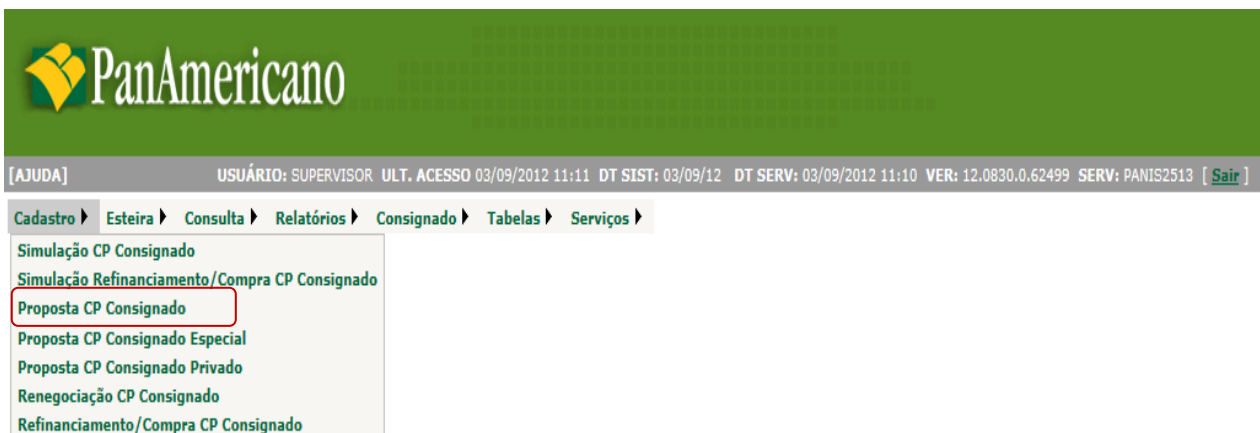 PanAmericano
[AJUDA] USUÁRIO: SUPERVISOR ULT. ACESSO 03/09/2012 11:11 DT SIST: 03/09/12 DT SERV: 03/09/2012 11:10 VER: 12.0830.0.62499 SERV: PANIS2513 [ Sair ]
Cadastro Esteira Consulta Relatórios Consignado Tabelas Serviços
Simulação CP Consignado
Simulação Refinanciamento/Compra CP Consignado
Proposta CP Consignado
Proposta CP Consignado Especial
Proposta CP Consignado Privado
Renegociação CP Consignado
Refinanciamento/Compra CP Consignado